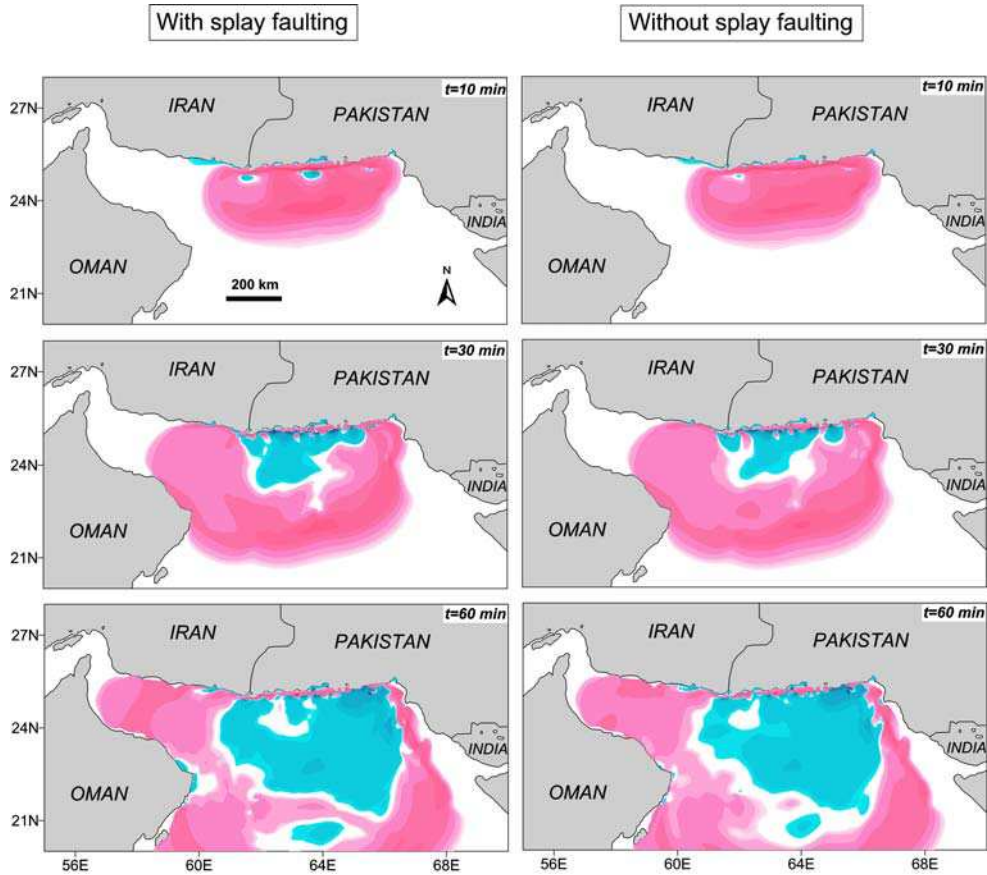 With splay faulting
Without splay faulting
t=10 min
27N
IRAN
PAKISTAN
24N
INDIA
OMAN
200 km
N
21N
t=10 min
IRAN
PAKISTAN
INDIA
OMAN
t=30 min
27N
IRAN
PAKISTAN
24N
INDIA
OMAN
21N
t=30 min
IRAN
PAKISTAN
INDIA
OMAN
t=60 min
27N
IRAN
PAKISTAN
24N
INDIA
OMAN
21N
56E 60E 64E 68E
t=60 min
IRAN
PAKISTAN
INDIA
OMAN
56E 60E 64E 68E